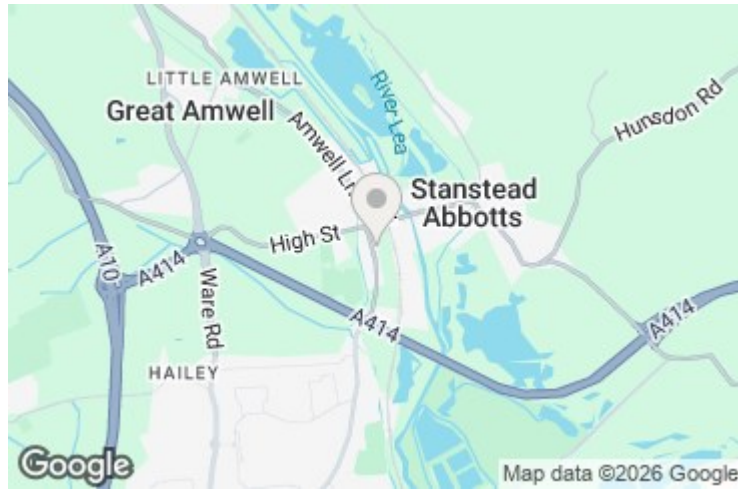 LITTLE AMWELL
Great Amwell
River Lea
Hunsdon Rd
Amwell Ln
Stanstead
Abbotts
High St
A10
A414
Ware Rd
A414
A414
HAILEY
Google
Map data ©2026 Google